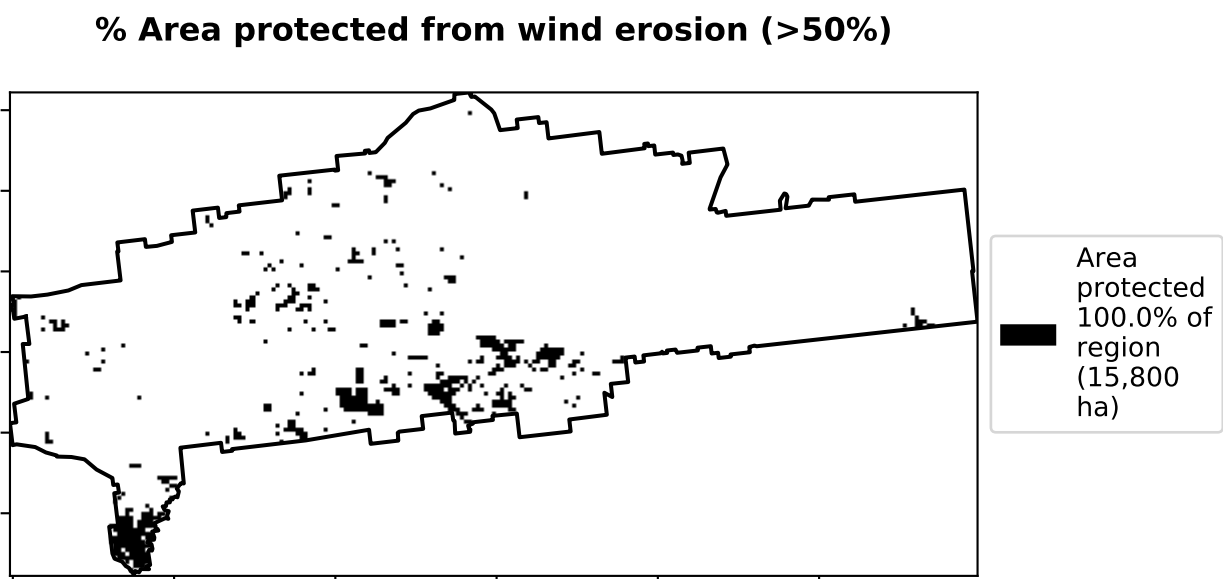 % Area protected from wind erosion (>50%)
Area
protected
100.0% of
region
(15,800
ha)